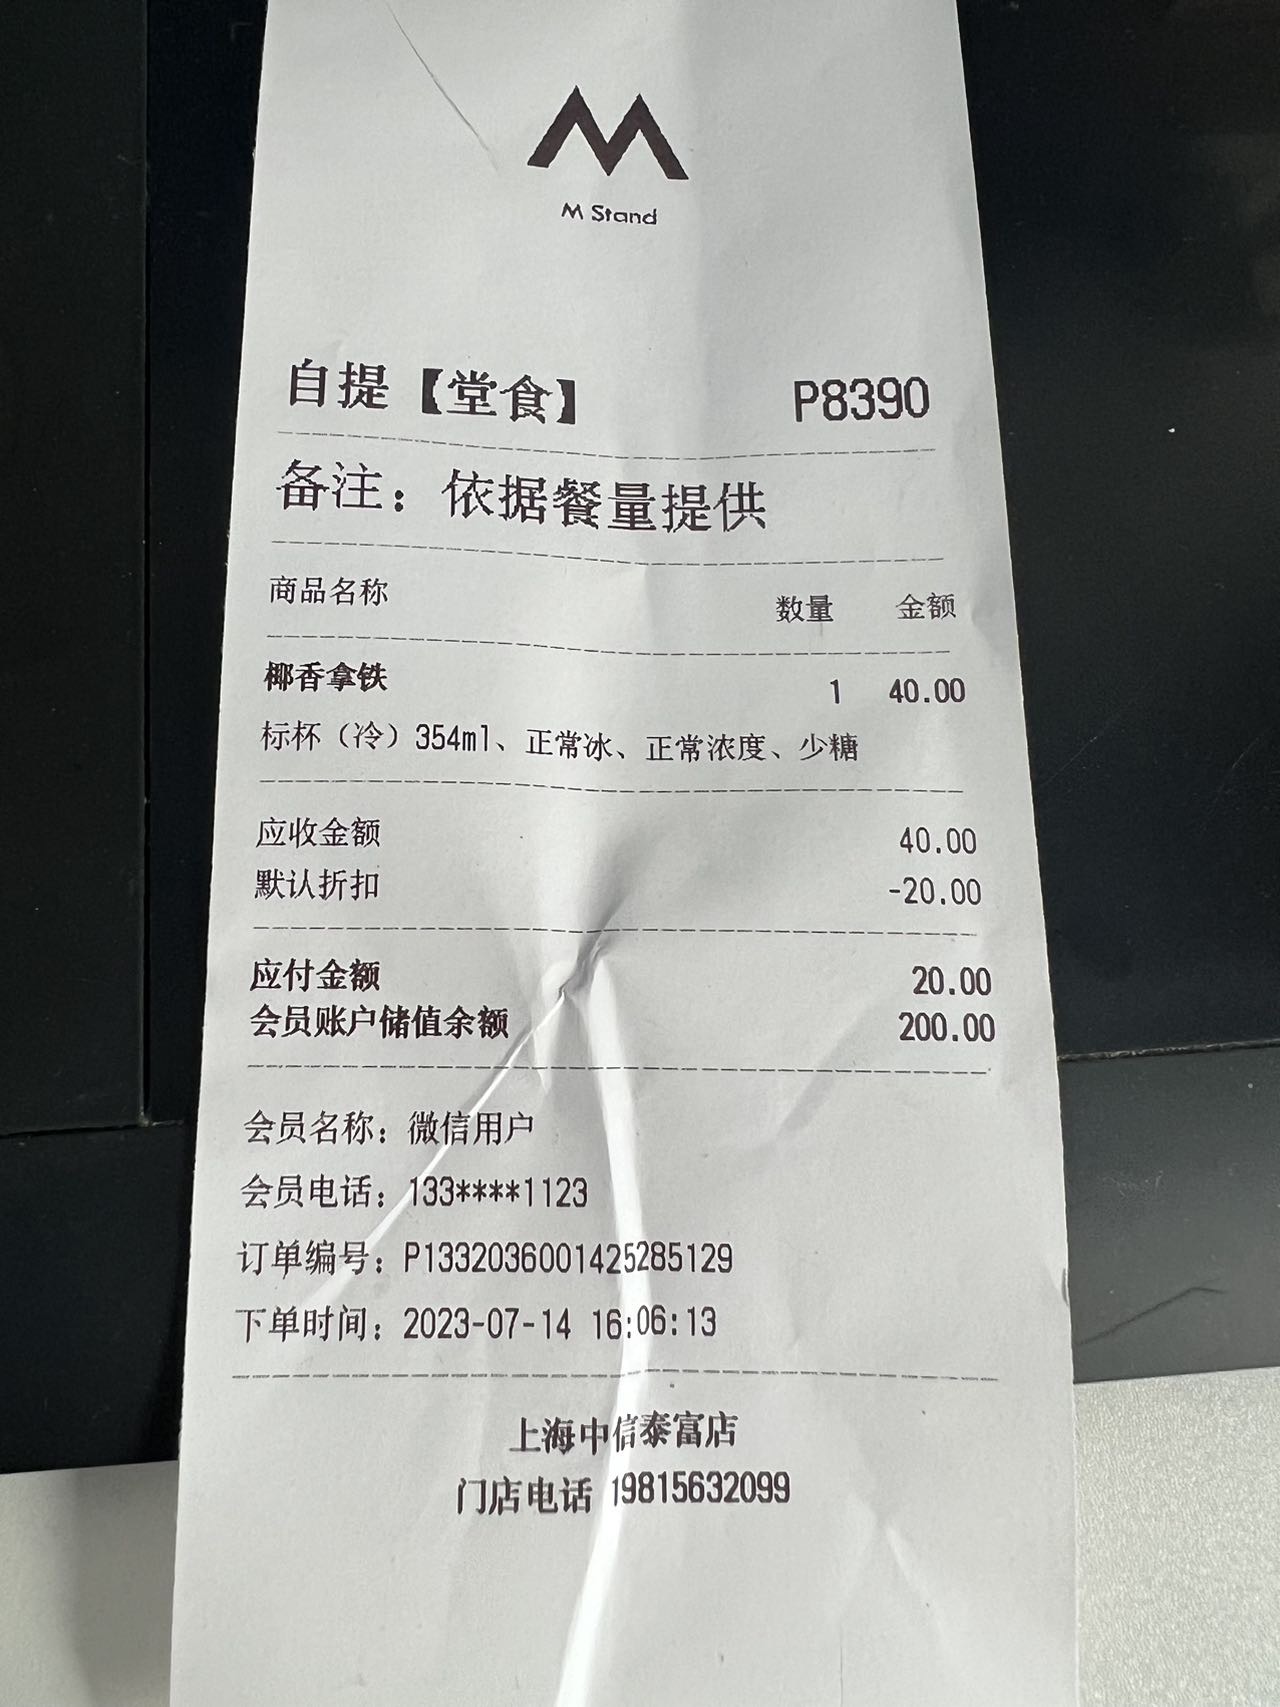 M Stand
自提【堂食】 P8390
备注：依据餐量提供
商品名称 数量 金额
椰香拿铁 1 40.00
标杯（冷）354ml、正常冰、正常浓度、少糖
应收金额 40.00
默认折扣 -20.00
应付金额 20.00
会员账户储值余额 200.00
会员名称：微信用户
会员电话：133****1123
订单编号：P1332036001425285129
下单时间：2023-07-14 16:06:13
上海中信泰富店
门店电话 19815632099